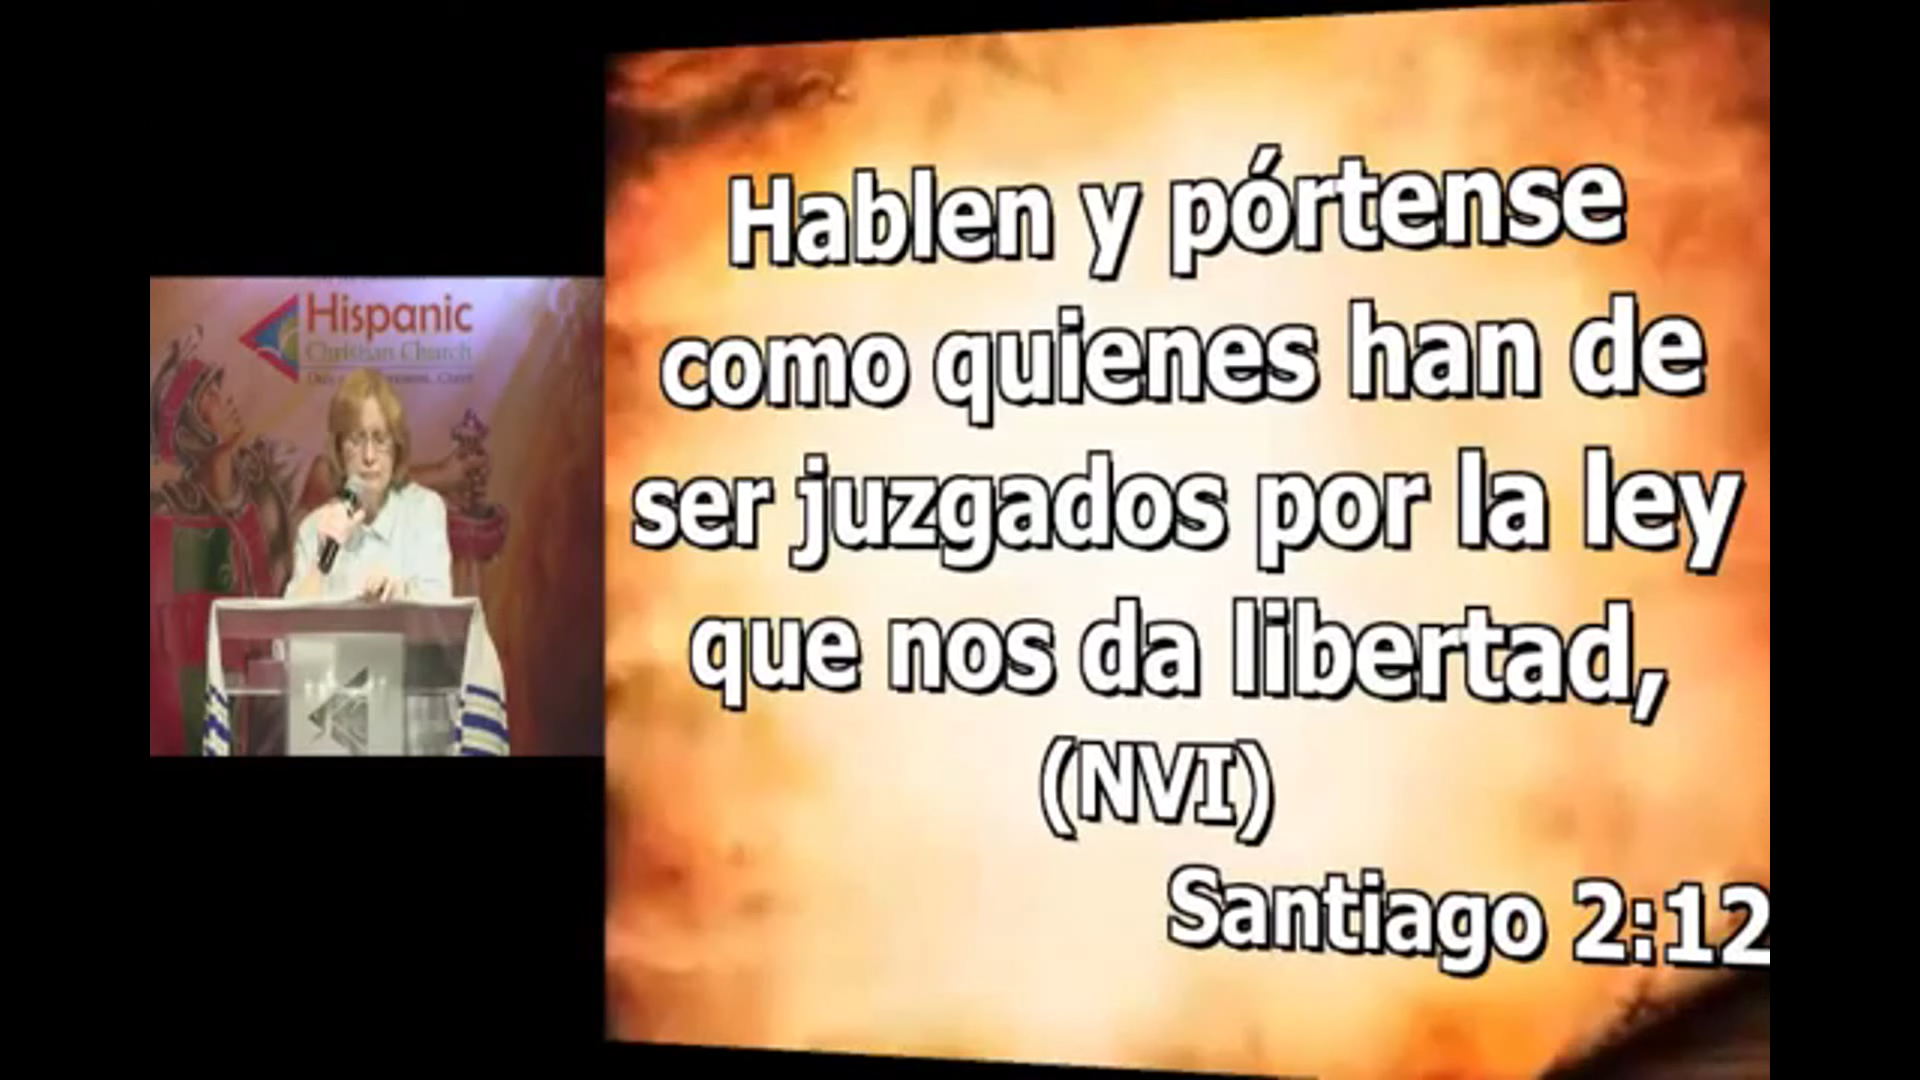 Hispanic
Christian Church
Hablen y pórtense
como quienes han de
ser juzgados por la ley
que nos da libertad,
(NVI)
Santiago 2:12